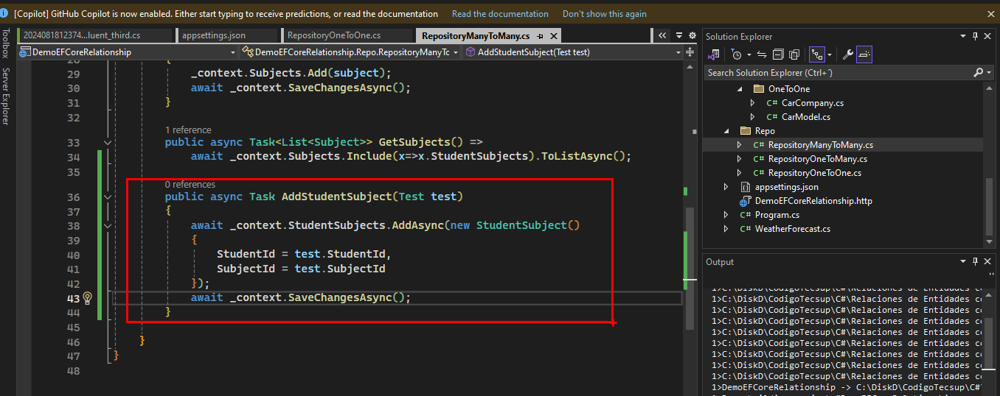 [Copilot] GitHub Copilot is now enabled. Either start typing to receive predictions, or read the documentation Read the documentation Don't show this again
Toolbox
Server Explorer
2024081812374...luent_third.cs appsettings.json RepositoryOneToOne.cs RepositoryManyToMany.cs
DemoEFCoreRelationship DemoEFCoreRelationship.Repo.RepositoryManyTc AddStudentSubject(Test test)
28 {
29 _context.Subjects.Add(subject);
30 await _context.SaveChangesAsync();
31 }
32
1 reference
33 public async Task<List<Subject>> GetSubjects() =>
34 await _context.Subjects.Include(x=>x.StudentSubjects).ToListAsync();
35
0 references
36 public async Task AddStudentSubject(Test test)
37 {
38 await _context.StudentSubjects.AddAsync(new StudentSubject()
39 {
40 StudentId = test.StudentId,
41 SubjectId = test.SubjectId
42 });
43 await _context.SaveChangesAsync();
44 }
45
46 }
47 }
48
Solution Explorer
Search Solution Explorer (Ctrl+´)
OneToOne
C# CarCompany.cs
C# CarModel.cs
Repo
C# RepositoryManyToMany.cs
C# RepositoryOneToMany.cs
C# RepositoryOneToOne.cs
appsettings.json
DemoEFCoreRelationship.http
C# Program.cs
C# WeatherForecast.cs
Output
1>C:\DiskD\CodigoTecsup\C#\Relaciones de Entidades co
1>C:\DiskD\CodigoTecsup\C#\Relaciones de Entidades co
1>C:\DiskD\CodigoTecsup\C#\Relaciones de Entidades co
1>C:\DiskD\CodigoTecsup\C#\Relaciones de Entidades co
1>C:\DiskD\CodigoTecsup\C#\Relaciones de Entidades co
1>C:\DiskD\CodigoTecsup\C#\Relaciones de Entidades co
1>C:\DiskD\CodigoTecsup\C#\Relaciones de Entidades co
1>C:\DiskD\CodigoTecsup\C#\Relaciones de Entidades co
1>C:\DiskD\CodigoTecsup\C#\Relaciones de Entidades co
1>DemoEFCoreRelationship -> C:\DiskD\CodigoTecsup\C#\